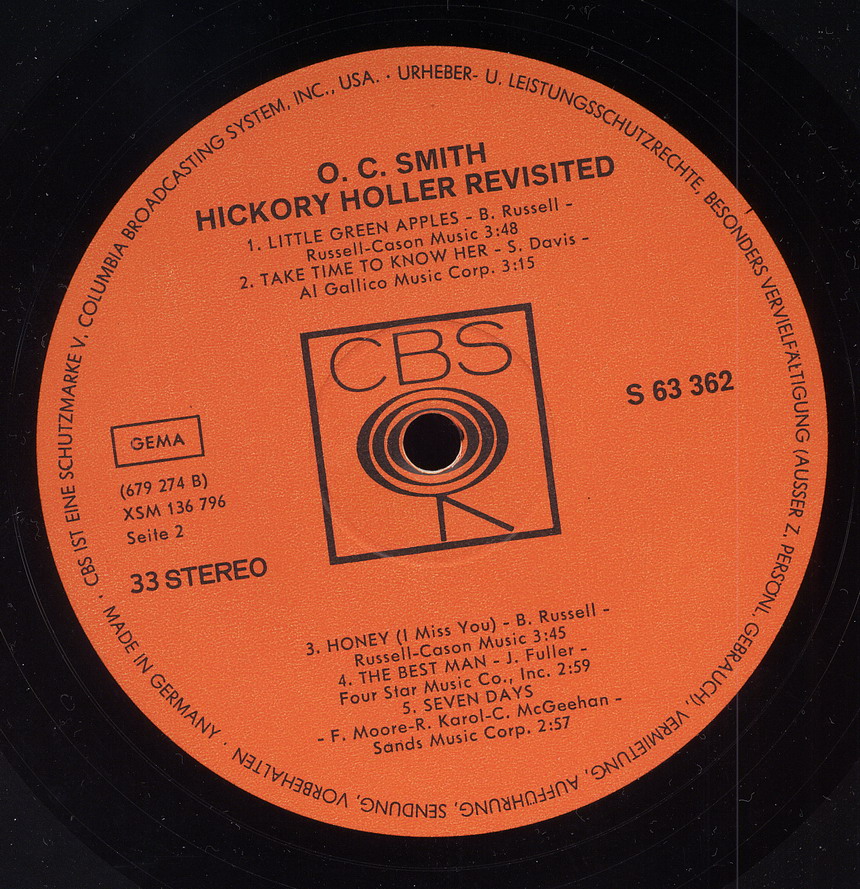 CBS IST EINE SCHUTZMARKE V. COLUMBIA BROADCASTING SYSTEM, INC., USA. · URHEBER- U. LEISTUNGSSCHUTZRECHTE, BESONDERS VERVIELFÄLTIGUNG (AUSSER Z. PERSÖNL. GEBRAUCH), VERMIETUNG, AUFFÜHRUNG, SENDUNG, VORBEHALTEN · MADE IN GERMANY ·
O. C. SMITH
HICKORY HOLLER REVISITED
1. LITTLE GREEN APPLES - B. Russell -
Russell-Cason Music 3:48
2. TAKE TIME TO KNOW HER - S. Davis -
Al Gallico Music Corp. 3:15
CBS
S 63 362
GEMA
(679 274 B)
XSM 136 796
Seite 2
33 STEREO
3. HONEY (I Miss You) - B. Russell -
Russell-Cason Music 3:45
4. THE BEST MAN - J. Fuller -
Four Star Music Co., Inc. 2:59
5. SEVEN DAYS
- F. Moore-R. Karol-C. McGeehan -
Sands Music Corp. 2:57